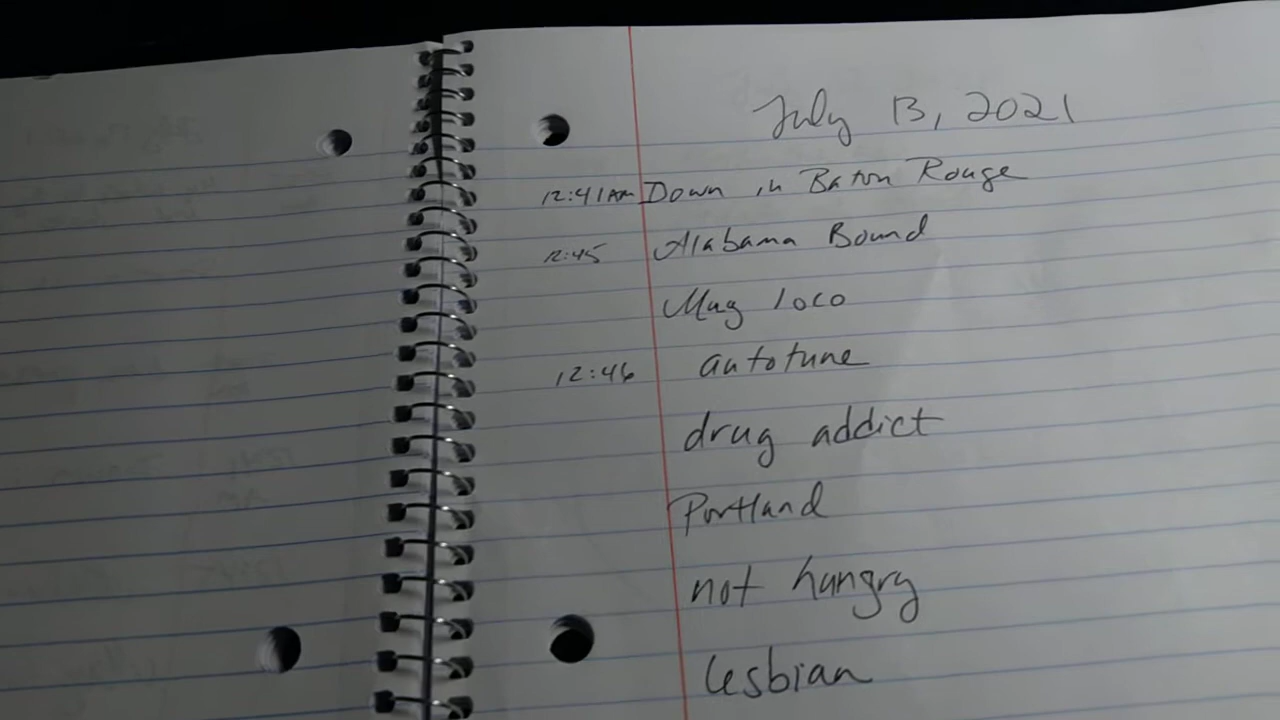 July 13, 2021
12:41AM Down in Baton Rouge
12:45 Alabama Bound
Muy loco
12:46 autotune
drug addict
Portland
not hungry
lesbian